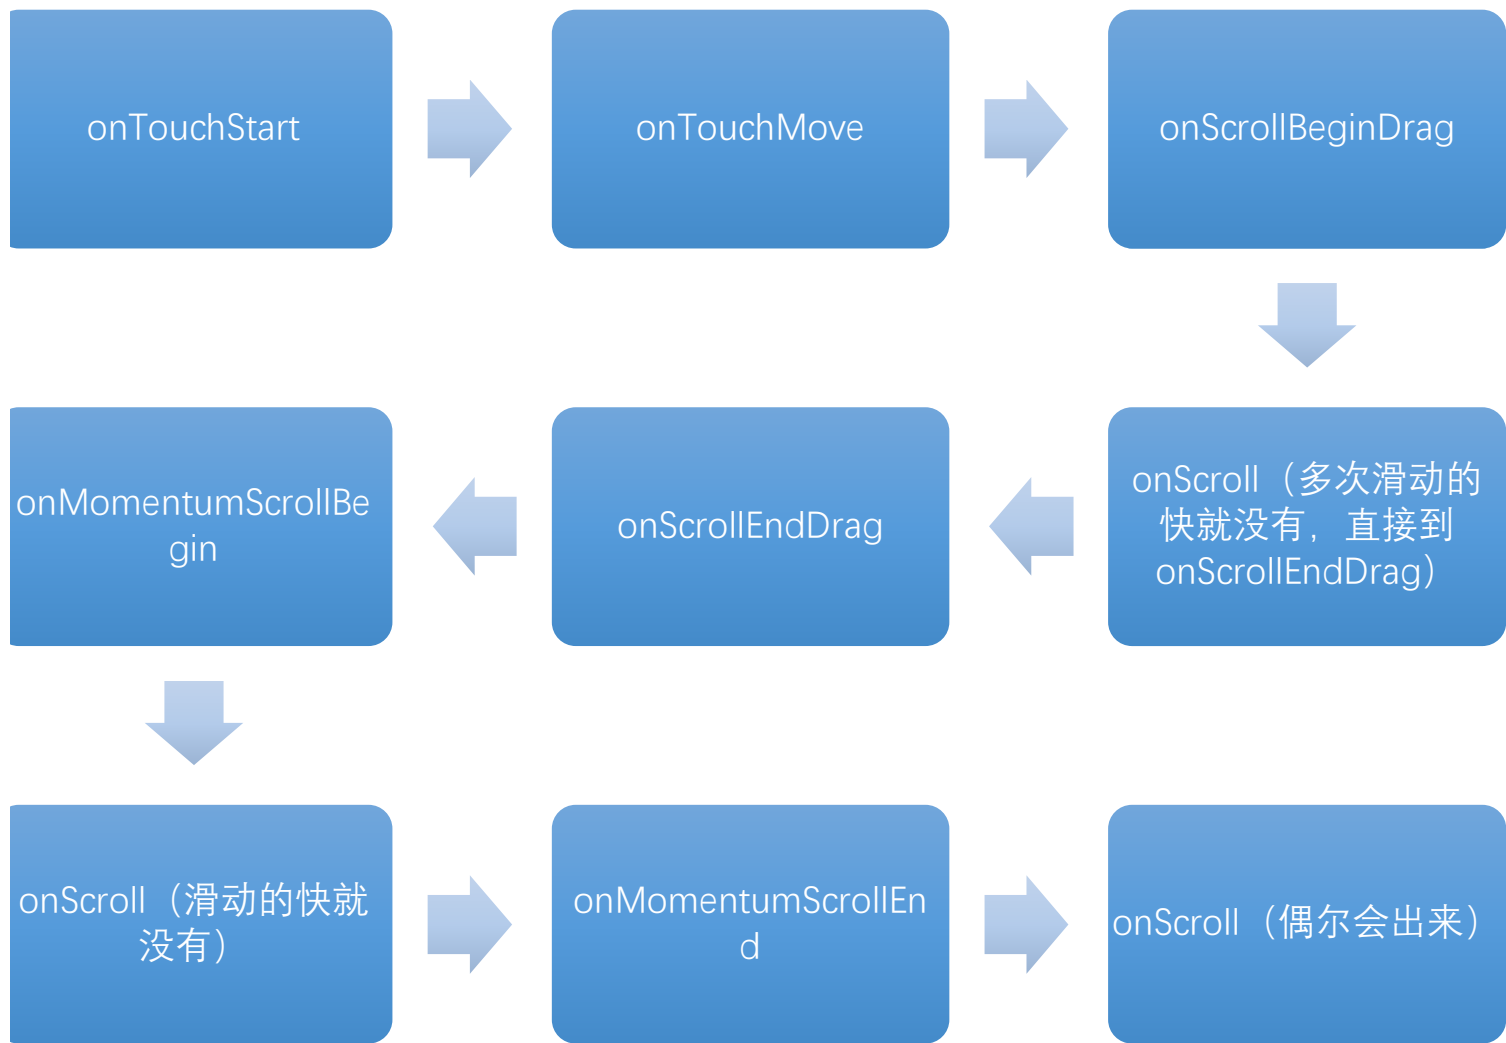 onTouchStart
onTouchMove
onScrollBeginDrag
onScroll（多次滑动的
快就没有，直接到
onScrollEndDrag）
onScrollEndDrag
onMomentumScrollBe
gin
onScroll（滑动的快就
没有）
onMomentumScrollEn
d
onScroll（偶尔会出来）